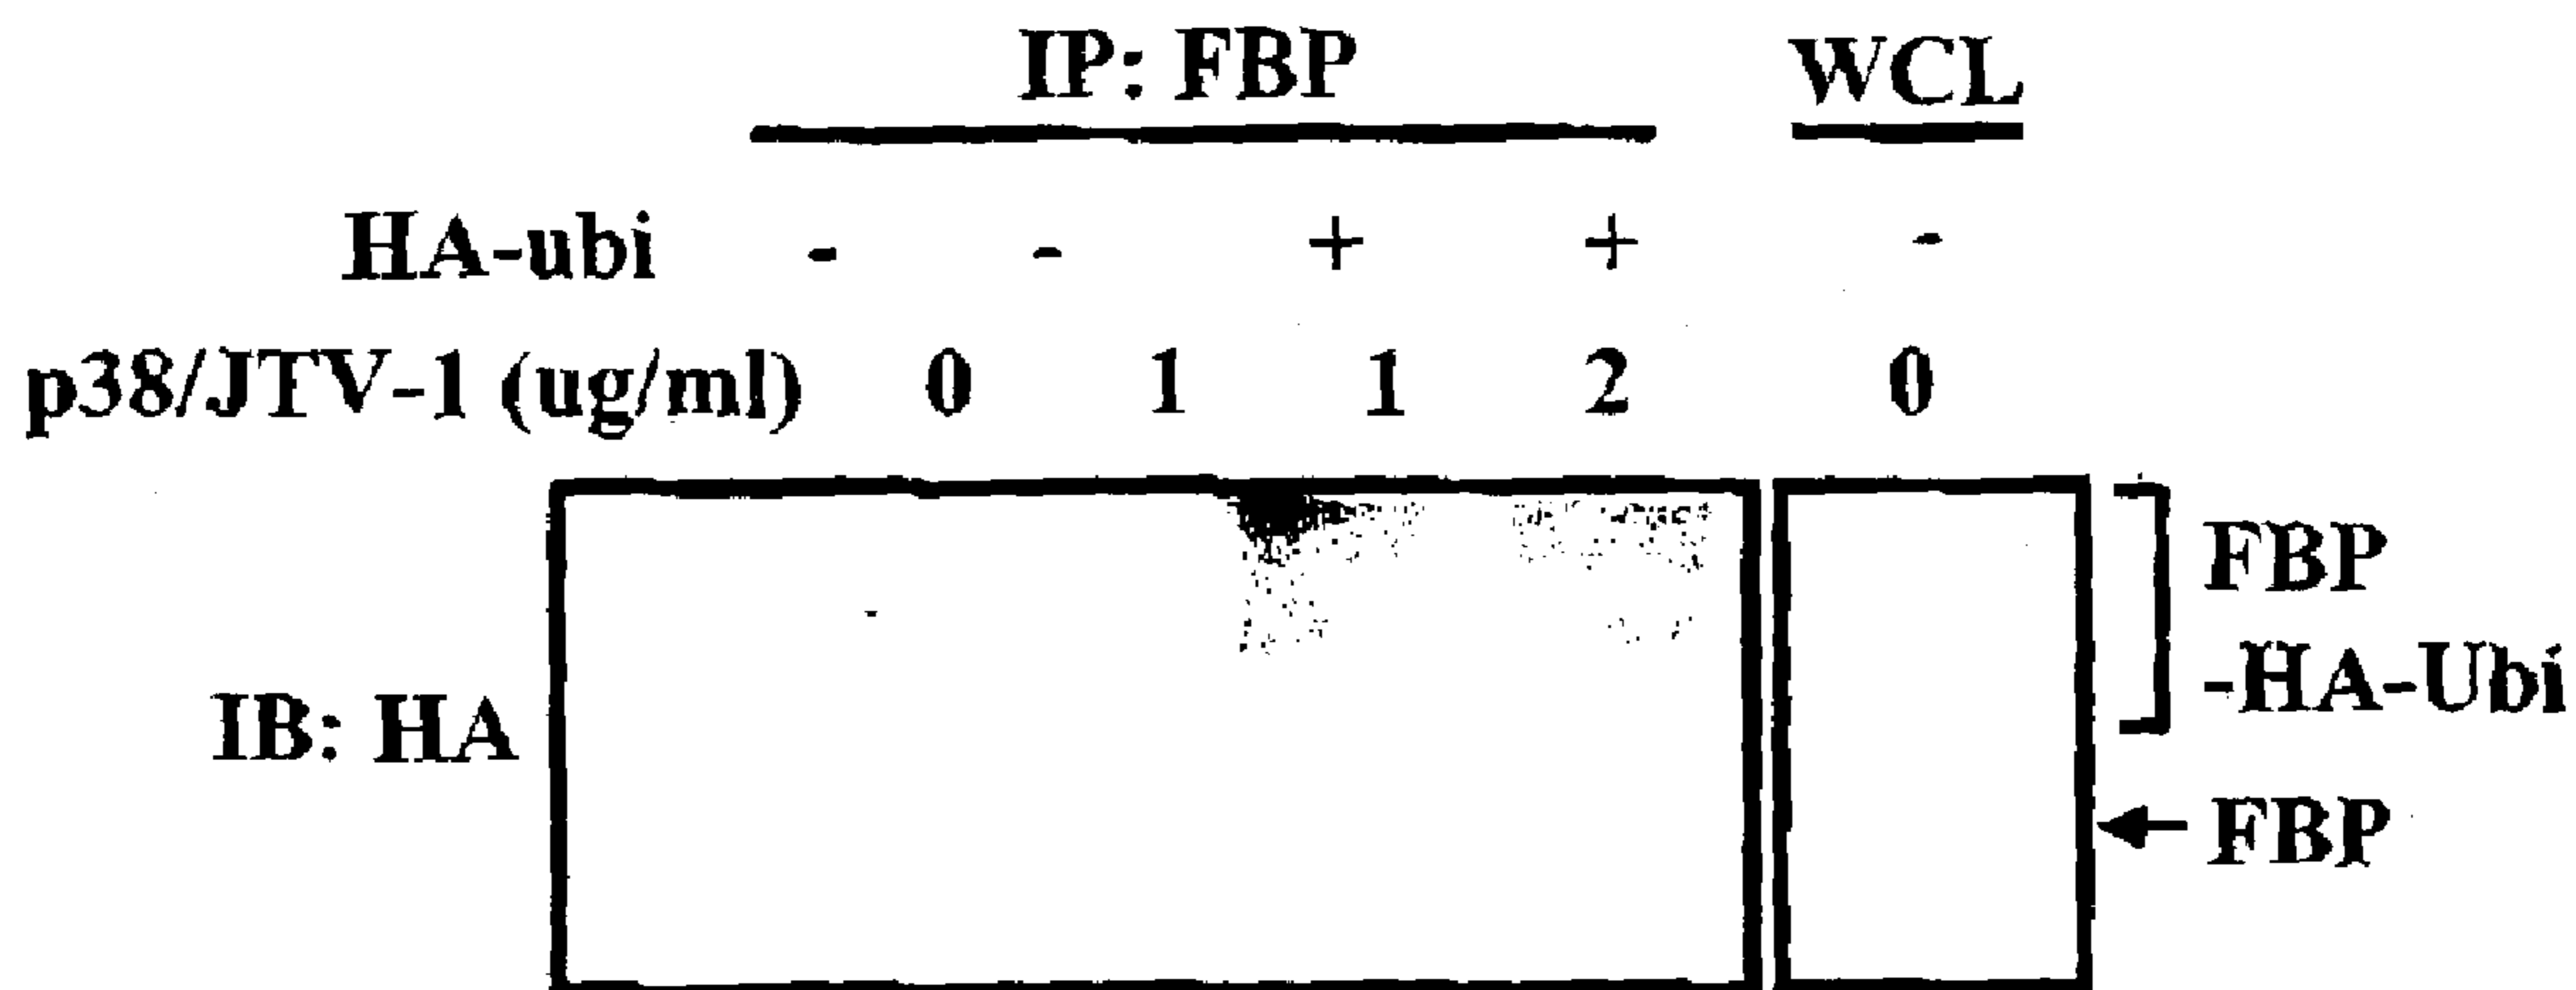 IP: FBP WCL
HA-ubi - - + + -
p38/JTV-1 (ug/ml) 0 1 1 2 0
FBP
-HA-Ubi
IB: HA
FBP